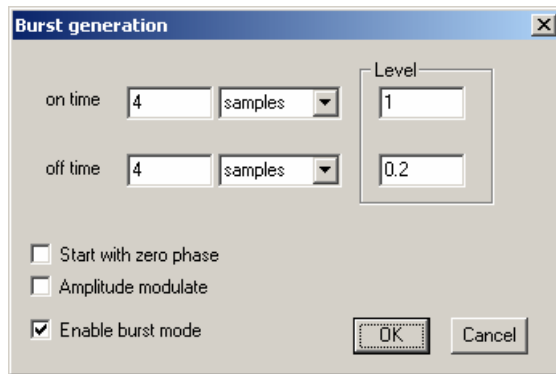 Burst generation
Level
on time 4 samples 1
off time 4 samples 0.2
Start with zero phase
Amplitude modulate
Enable burst mode
OK Cancel